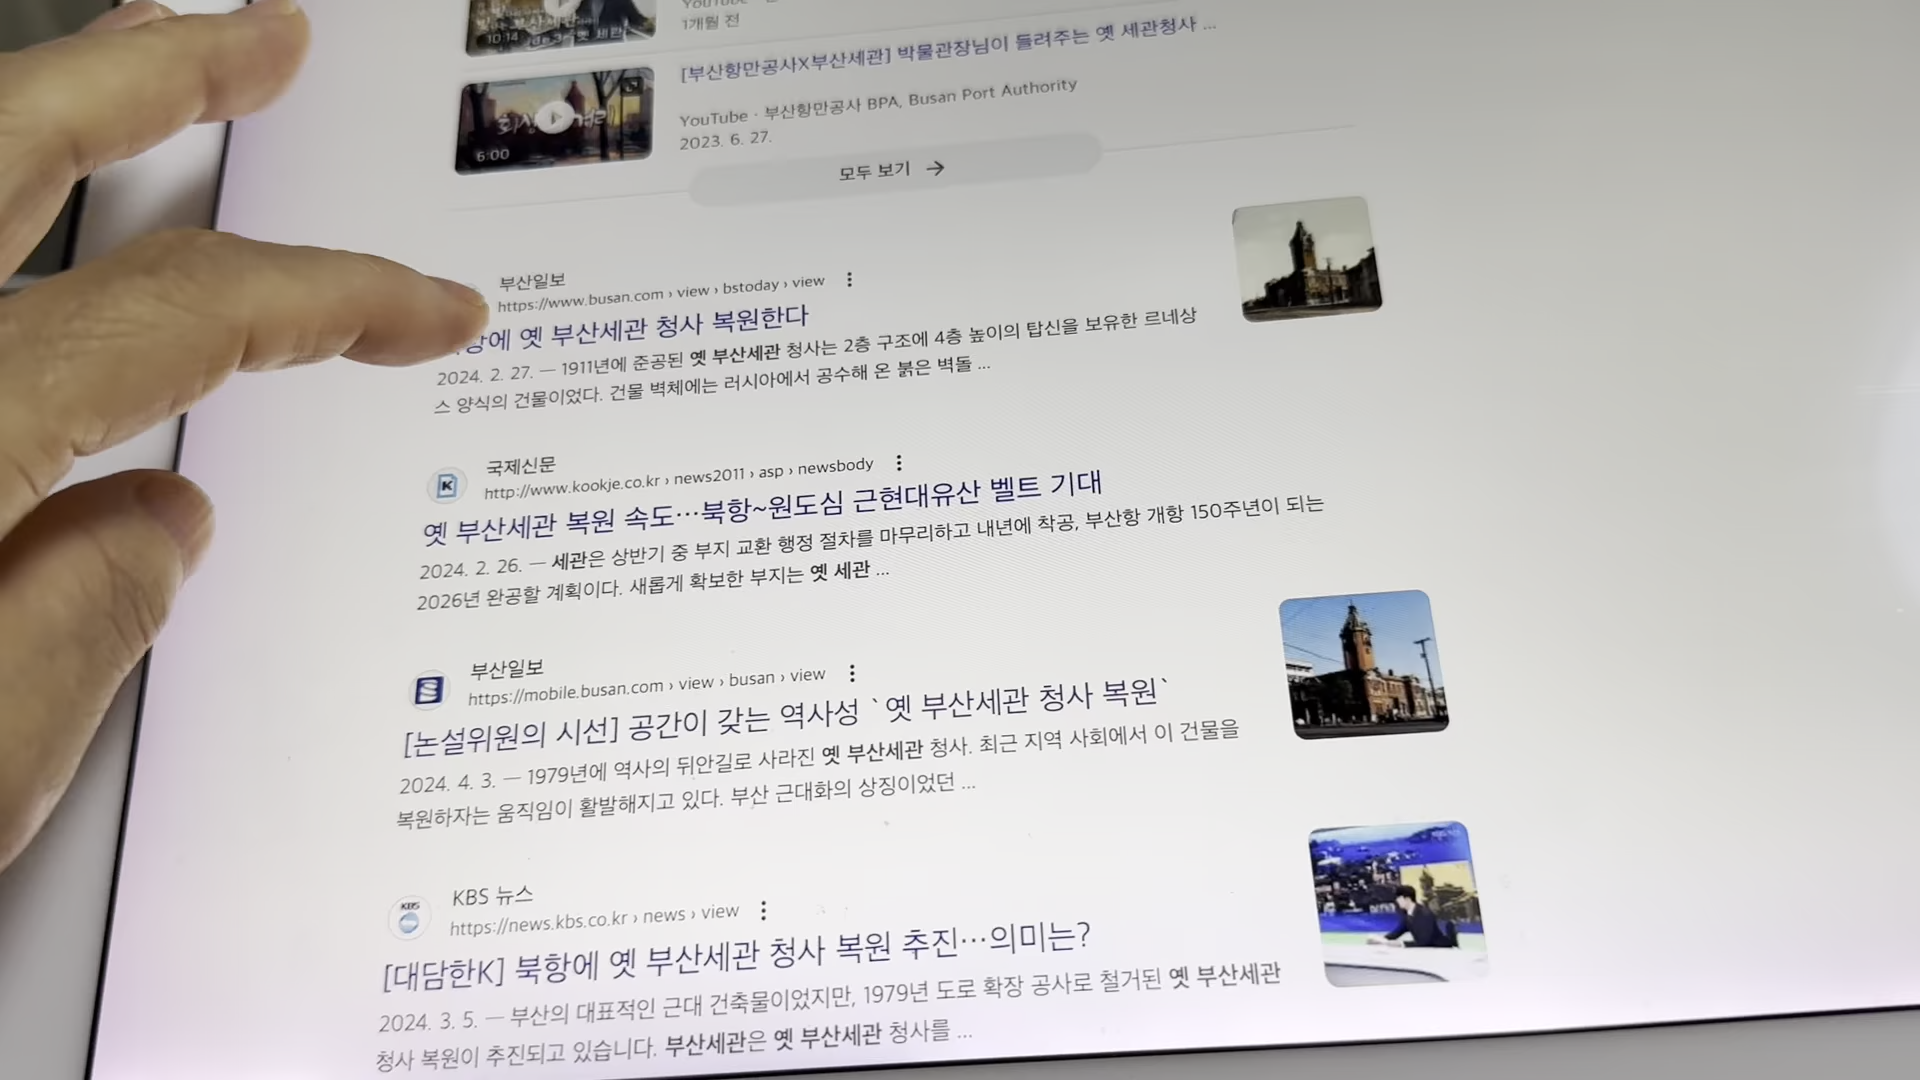 10:14
YouTube
1개월 전
[부산항만공사X부산세관] 박물관장님이 들려주는 옛 세관청사 ...
YouTube · 부산항만공사 BPA, Busan Port Authority
2023. 6. 27.
6:00
모두 보기 →
부산일보
https://www.busan.com › view › bstoday › view
항에 옛 부산세관 청사 복원한다
2024. 2. 27. — 1911년에 준공된 옛 부산세관 청사는 2층 구조에 4층 높이의 탑신을 보유한 르네상
스 양식의 건물이었다. 건물 벽체에는 러시아에서 공수해 온 붉은 벽돌 ...
국제신문
http://www.kookje.co.kr › news2011 › asp › newsbody
옛 부산세관 복원 속도…북항~원도심 근현대유산 벨트 기대
2024. 2. 26. — 세관은 상반기 중 부지 교환 행정 절차를 마무리하고 내년에 착공, 부산항 개항 150주년이 되는
2026년 완공할 계획이다. 새롭게 확보한 부지는 옛 세관 ...
부산일보
https://mobile.busan.com › view › busan › view
[논설위원의 시선] 공간이 갖는 역사성 `옛 부산세관 청사 복원`
2024. 4. 3. — 1979년에 역사의 뒤안길로 사라진 옛 부산세관 청사. 최근 지역 사회에서 이 건물을
복원하자는 움직임이 활발해지고 있다. 부산 근대화의 상징이었던 ...
KBS
KBS 뉴스
https://news.kbs.co.kr › news › view
[대담한K] 북항에 옛 부산세관 청사 복원 추진…의미는?
2024. 3. 5. — 부산의 대표적인 근대 건축물이었지만, 1979년 도로 확장 공사로 철거된 옛 부산세관
청사 복원이 추진되고 있습니다. 부산세관은 옛 부산세관 청사를 ...